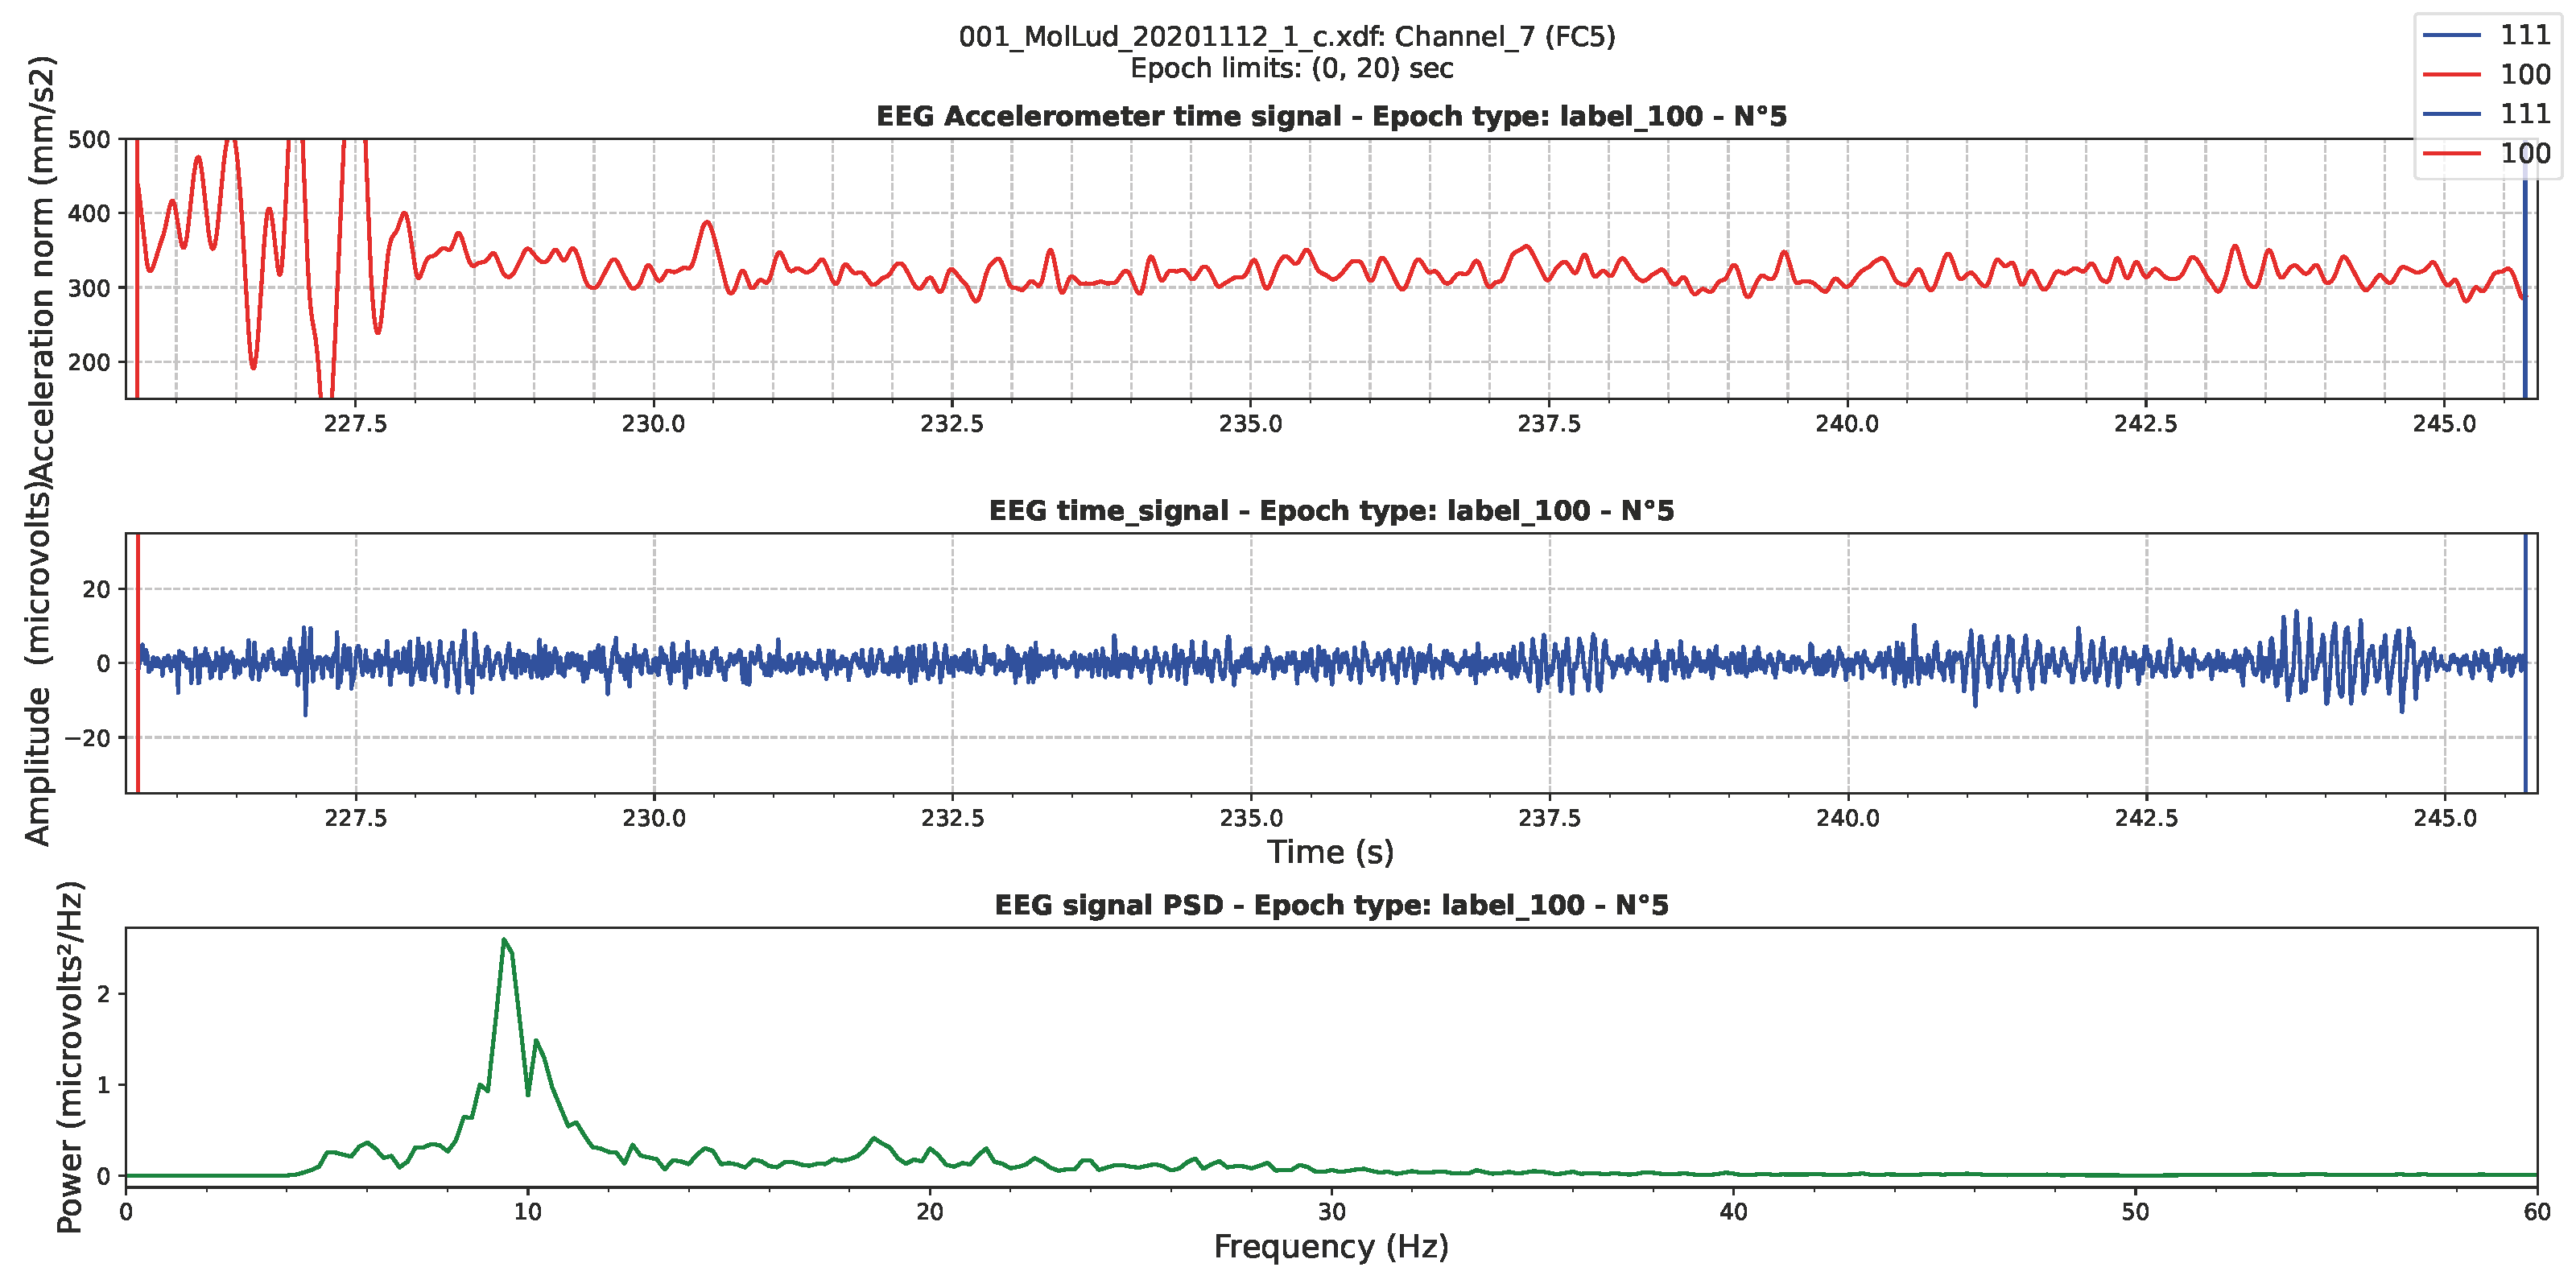 001_MolLud_20201112_1_c.xdf: Channel_7 (FC5)
Epoch limits: (0, 20) sec
111
100
111
100
EEG Accelerometer time signal - Epoch type: label_100 - N°5
Acceleration norm (mm/s2)
500
400
300
200
227.5 230.0 232.5 235.0 237.5 240.0 242.5 245.0
EEG time_signal - Epoch type: label_100 - N°5
Amplitude (microvolts)
20
0
−20
227.5 230.0 232.5 235.0 237.5 240.0 242.5 245.0
Time (s)
EEG signal PSD - Epoch type: label_100 - N°5
Power (microvolts²/Hz)
2
1
0
0 10 20 30 40 50 60
Frequency (Hz)